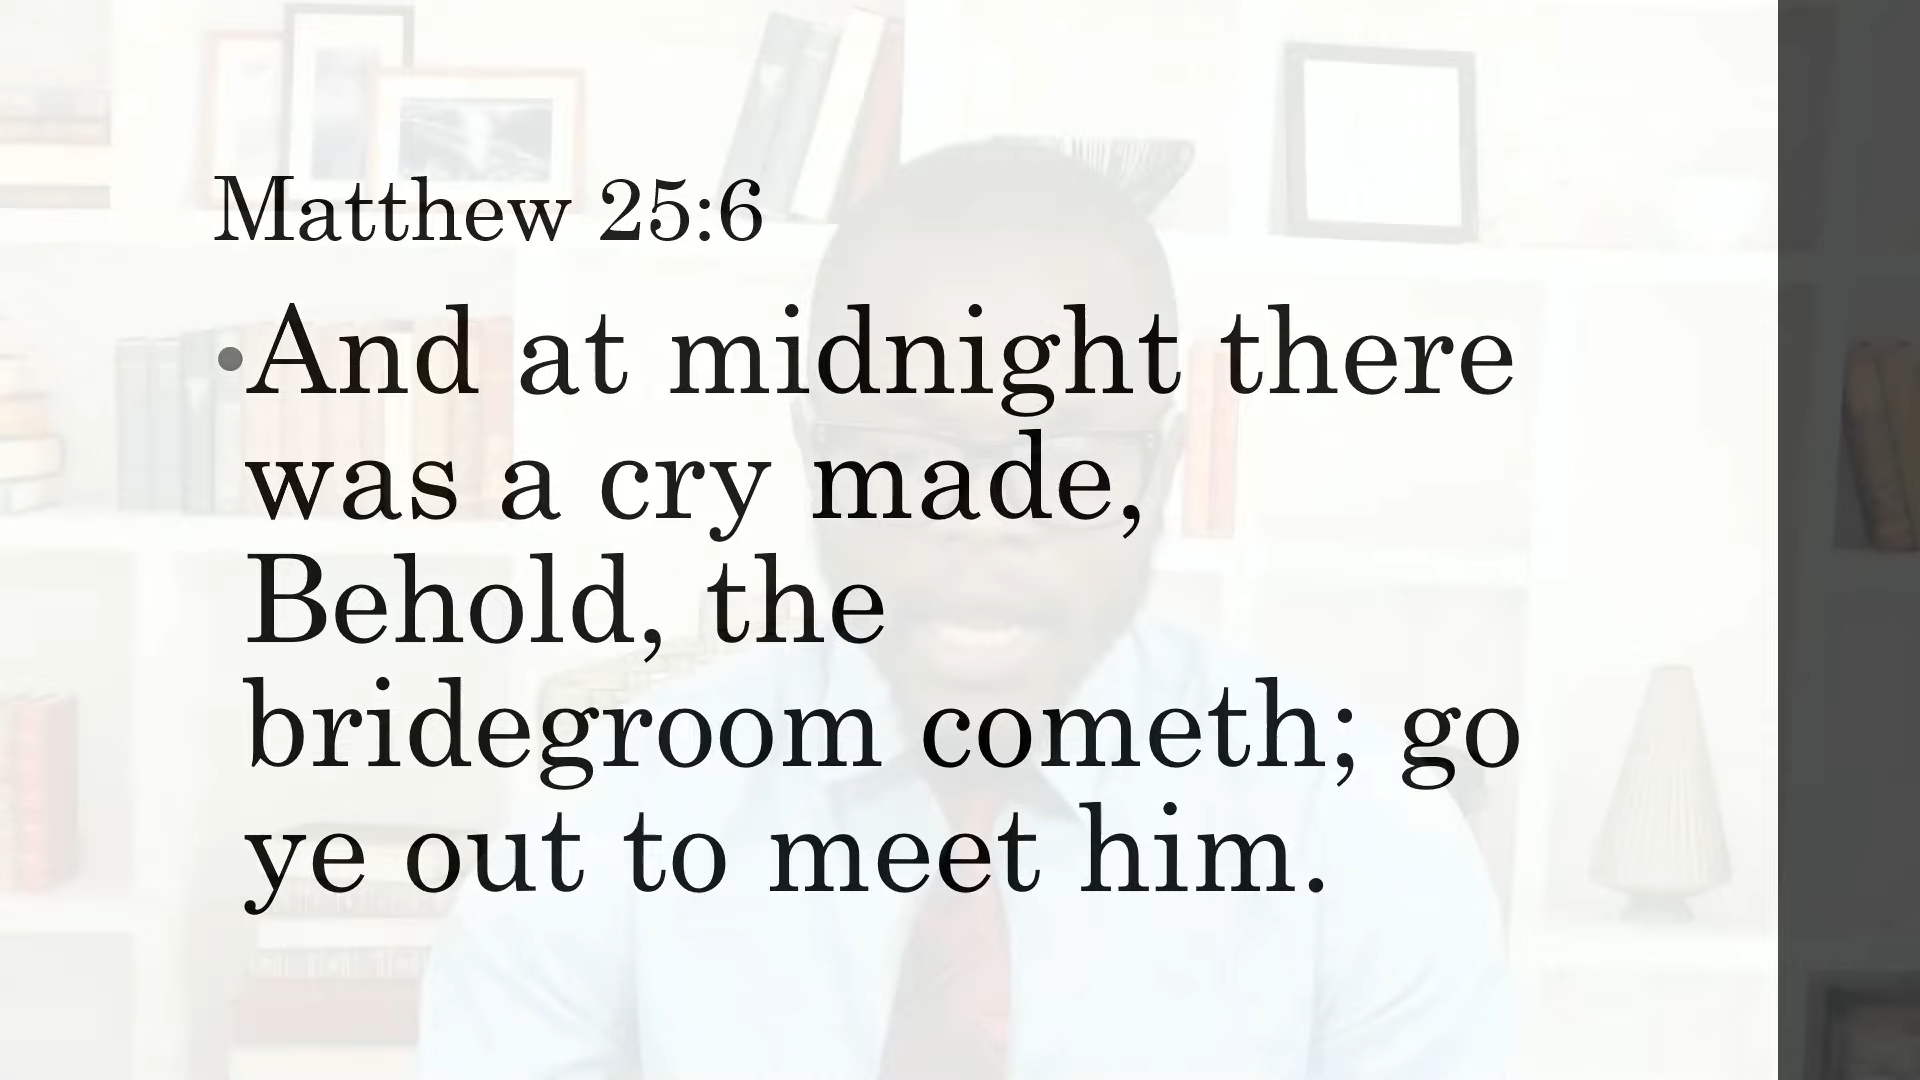 Matthew 25:6
•And at midnight there
was a cry made,
Behold, the
bridegroom cometh; go
ye out to meet him.